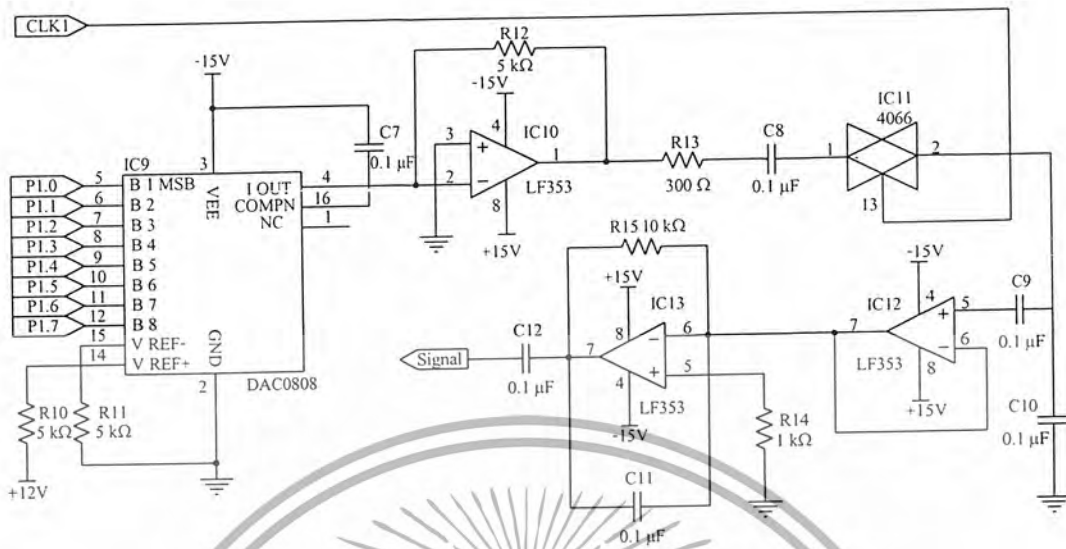 CLK1
-15V
R12
5 kΩ
-15V
IC11
4066
C7
0.1 μF
3
4
IC10
1
LF353
2
8
+15V
R13
300 Ω
C8
0.1 μF
1
2
13
IC9
3
VEE
P1.0 5 B 1 MSB
P1.1 6 B 2
P1.2 7 B 3
P1.3 8 B 4
P1.4 9 B 5
P1.5 10 B 6
P1.6 11 B 7
P1.7 12 B 8
15 V REF-
14 V REF+
I OUT 4
COMPN 16
NC 1
GND
2
DAC0808
R10
5 kΩ
R11
5 kΩ
+12V
R15 10 kΩ
+15V
IC13
8
6
7
5
4
LF353
-15V
C12
0.1 μF
Signal
R14
1 kΩ
C11
0.1 μF
-15V
IC12
4
5
7
6
LF353
8
+15V
C9
0.1 μF
C10
0.1 μF